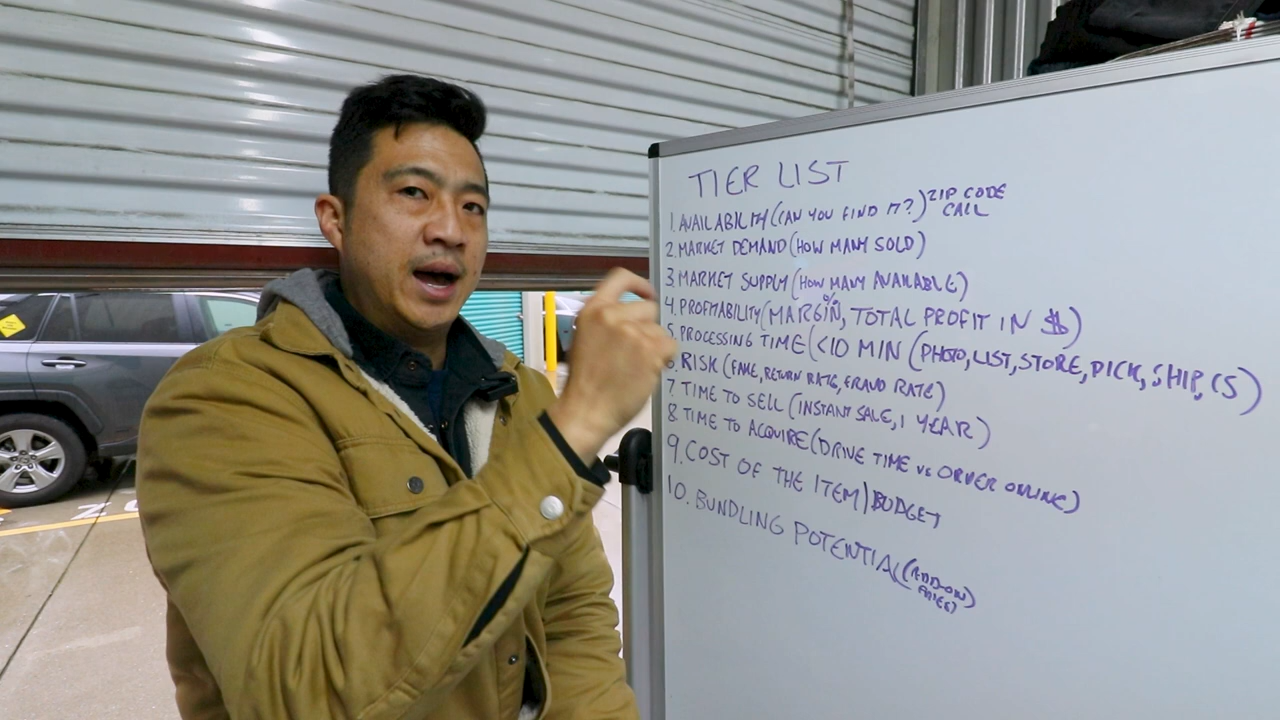 TIER LIST
1. AVAILABILITY (CAN YOU FIND IT?) ZIP CODE
CALL
2. MARKET DEMAND (HOW MANY SOLD)
3. MARKET SUPPLY (HOW MANY AVAILABLE)
4. PROFITABILITY (MARGIN%, TOTAL PROFIT IN $)
5. PROCESSING TIME (<10 MIN (PHOTO, LIST, STORE, PICK, SHIP, CS)
6. RISK (FAKE, RETURN RATE, FRAUD RATE)
7. TIME TO SELL (INSTANT SALE, 1 YEAR)
8. TIME TO ACQUIRE (DRIVE TIME vs ORDER ONLINE)
9. COST OF THE ITEM) BUDGET
10. BUNDLING POTENTIAL (ADD-ON